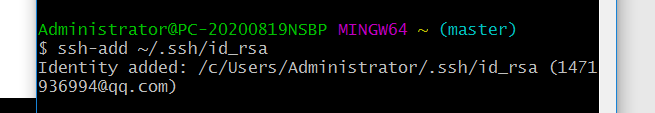 Administrator@PC-20200819NSBP MINGW64 ~ (master)
$ ssh-add ~/.ssh/id_rsa
Identity added: /c/Users/Administrator/.ssh/id_rsa (1471
936994@qq.com)